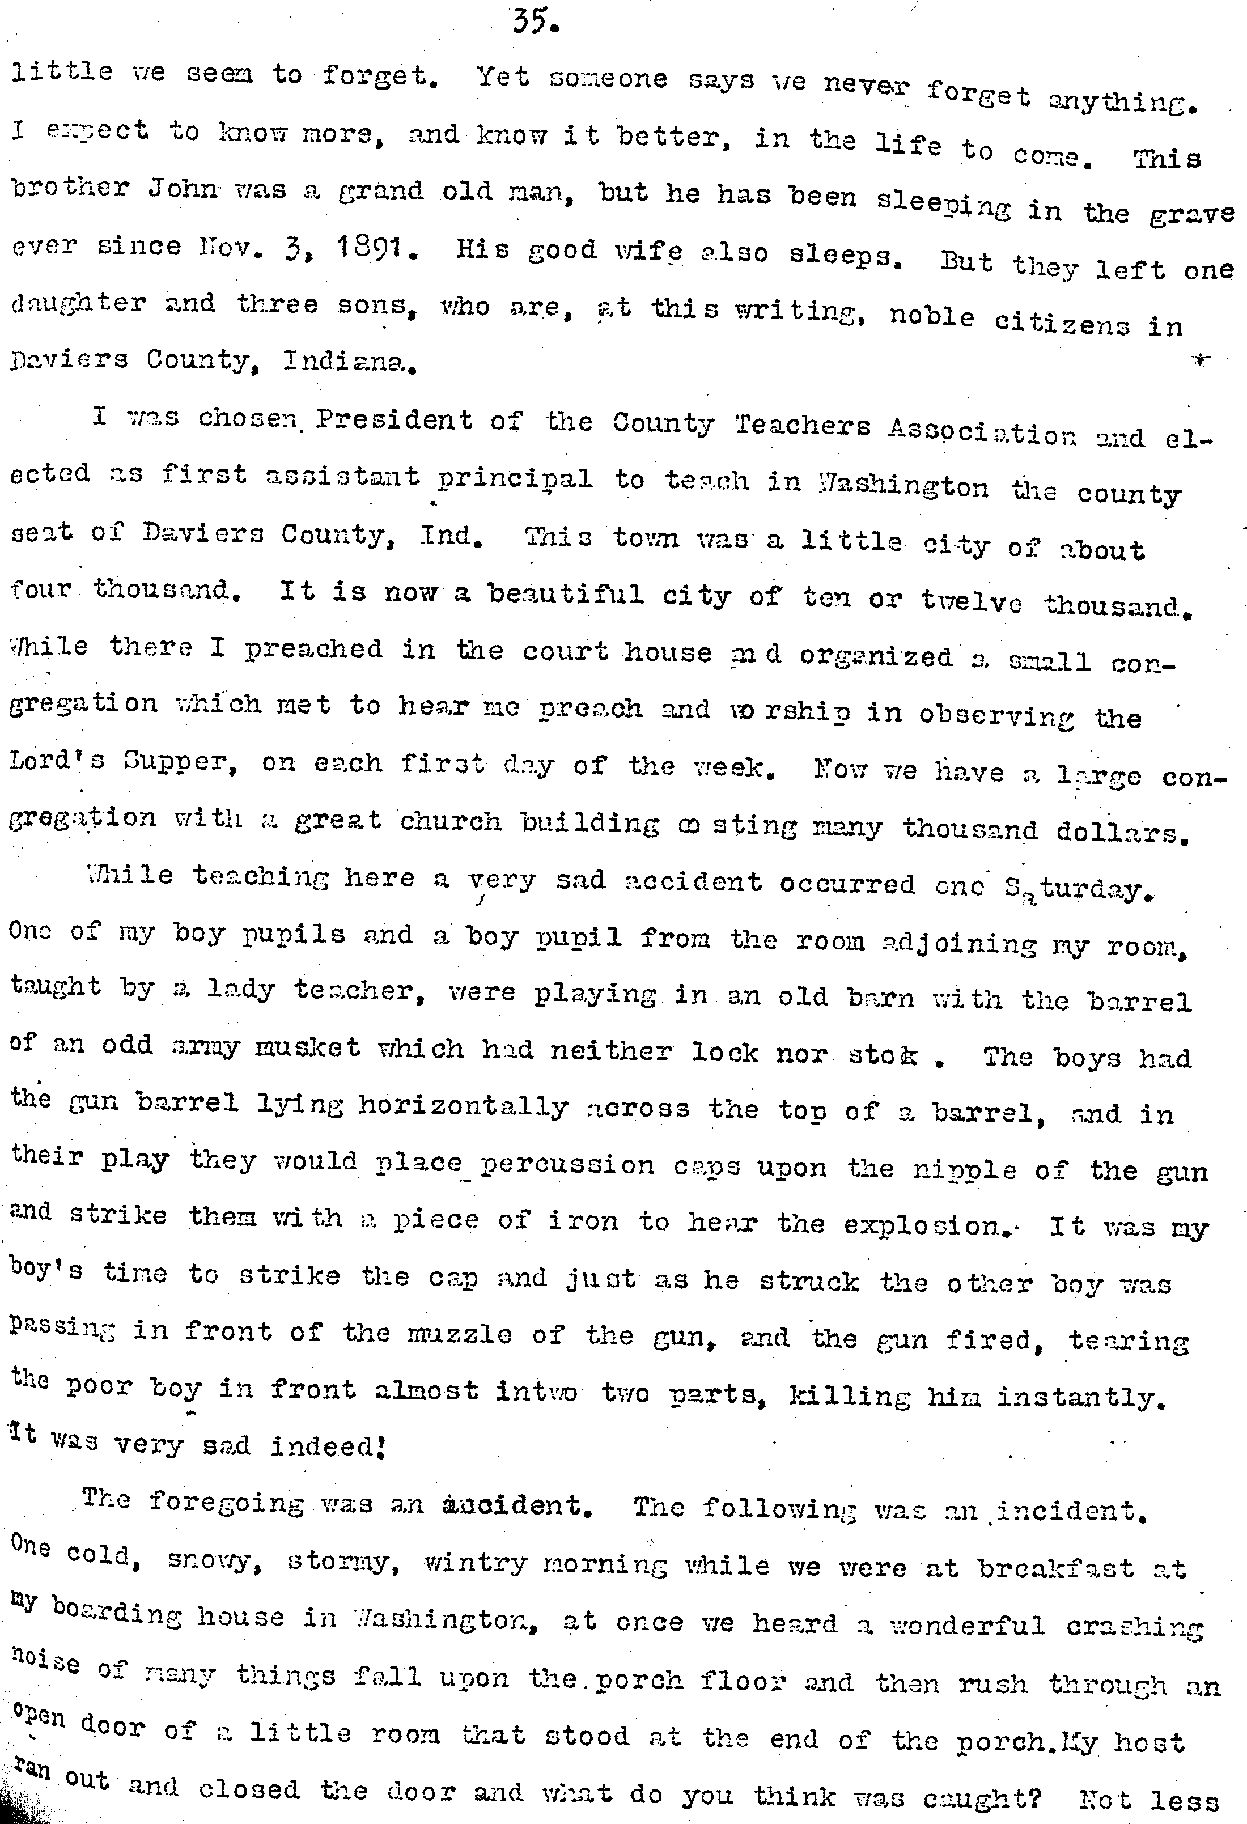 35.
little we seem to forget. Yet someone says we never forget anything.
I expect to know more, and know it better, in the life to come. This
brother John was a grand old man, but he has been sleeping in the grave
ever since Nov. 3, 1891. His good wife also sleeps. But they left one
daughter and three sons, who are, at this writing, noble citizens in
Daviers County, Indiana. *
I was chosen President of the County Teachers Association and el-
ected as first assistant principal to teach in Washington the county
seat of Daviers County, Ind. This town was a little city of about
four thousand. It is now a beautiful city of ten or twelve thousand.
While there I preached in the court house and organized a small con-
gregation which met to hear me preach and worship in observing the
Lord's Supper, on each first day of the week. Now we have a large con-
gregation with a great church building costing many thousand dollars.
While teaching here a very sad accident occurred one Saturday.
One of my boy pupils and a boy pupil from the room adjoining my room,
taught by a lady teacher, were playing in an old barn with the barrel
of an odd army musket which had neither lock nor stok . The boys had
the gun barrel lying horizontally across the top of a barrel, and in
their play they would place percussion caps upon the nipple of the gun
and strike them with a piece of iron to hear the explosion. It was my
boy's time to strike the cap and just as he struck the other boy was
passing in front of the muzzle of the gun, and the gun fired, tearing
the poor boy in front almost intwo two parts, killing him instantly.
It was very sad indeed!
The foregoing was an accident. The following was an incident.
One cold, snowy, stormy, wintry morning while we were at breakfast at
my boarding house in Washington, at once we heard a wonderful crashing
noise of many things fall upon the porch floor and then rush through an
open door of a little room that stood at the end of the porch. My host
ran out and closed the door and what do you think was caught? Not less